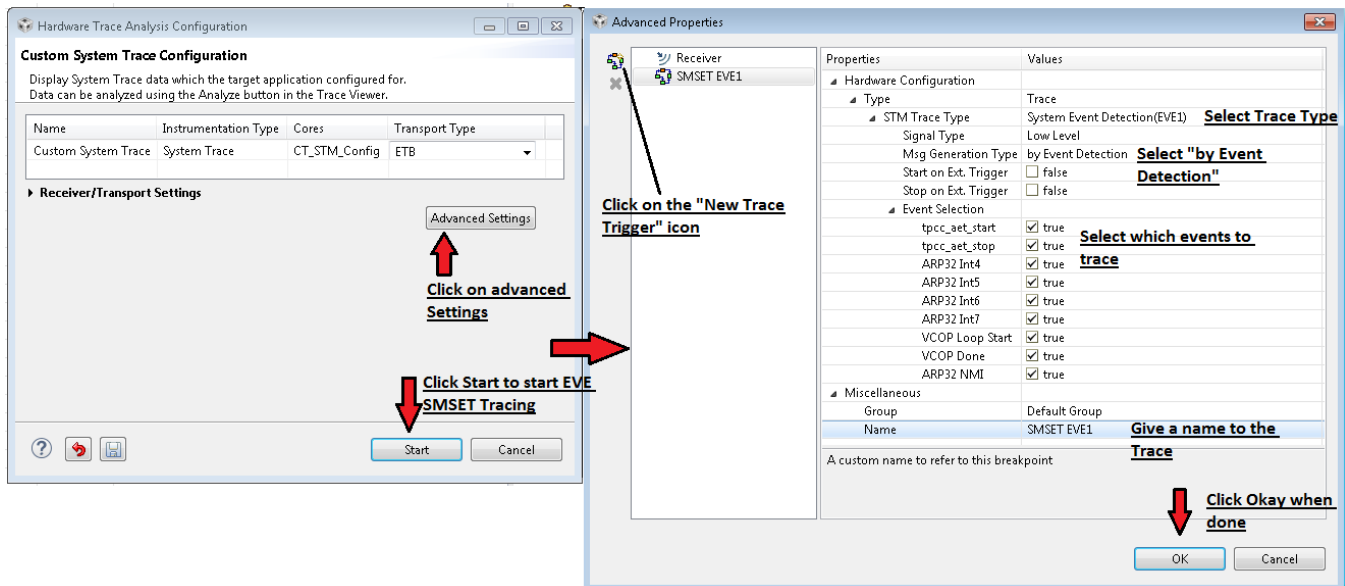 Hardware Trace Analysis Configuration
Custom System Trace Configuration
Display System Trace data which the target application configured for.
Data can be analyzed using the Analyze button in the Trace Viewer.
Name Instrumentation Type Cores Transport Type
Custom System Trace System Trace CT_STM_Config ETB
Receiver/Transport Settings
Advanced Settings
Click on advanced
Settings
Click Start to start EVE
SMSET Tracing
Start Cancel
Advanced Properties
Receiver
SMSET EVE1
Click on the "New Trace
Trigger" icon
Properties Values
Hardware Configuration
Type Trace
STM Trace Type System Event Detection(EVE1) Select Trace Type
Signal Type Low Level
Msg Generation Type by Event Detection Select "by Event
Detection"
Start on Ext. Trigger false
Stop on Ext. Trigger false
Event Selection
tpcc_aet_start true
tpcc_aet_stop true
Select which events to
trace
ARP32 Int4 true
ARP32 Int5 true
ARP32 Int6 true
ARP32 Int7 true
VCOP Loop Start true
VCOP Done true
ARP32 NMI true
Miscellaneous
Group Default Group
Name SMSET EVE1 Give a name to the
Trace
A custom name to refer to this breakpoint
Click Okay when
done
OK Cancel